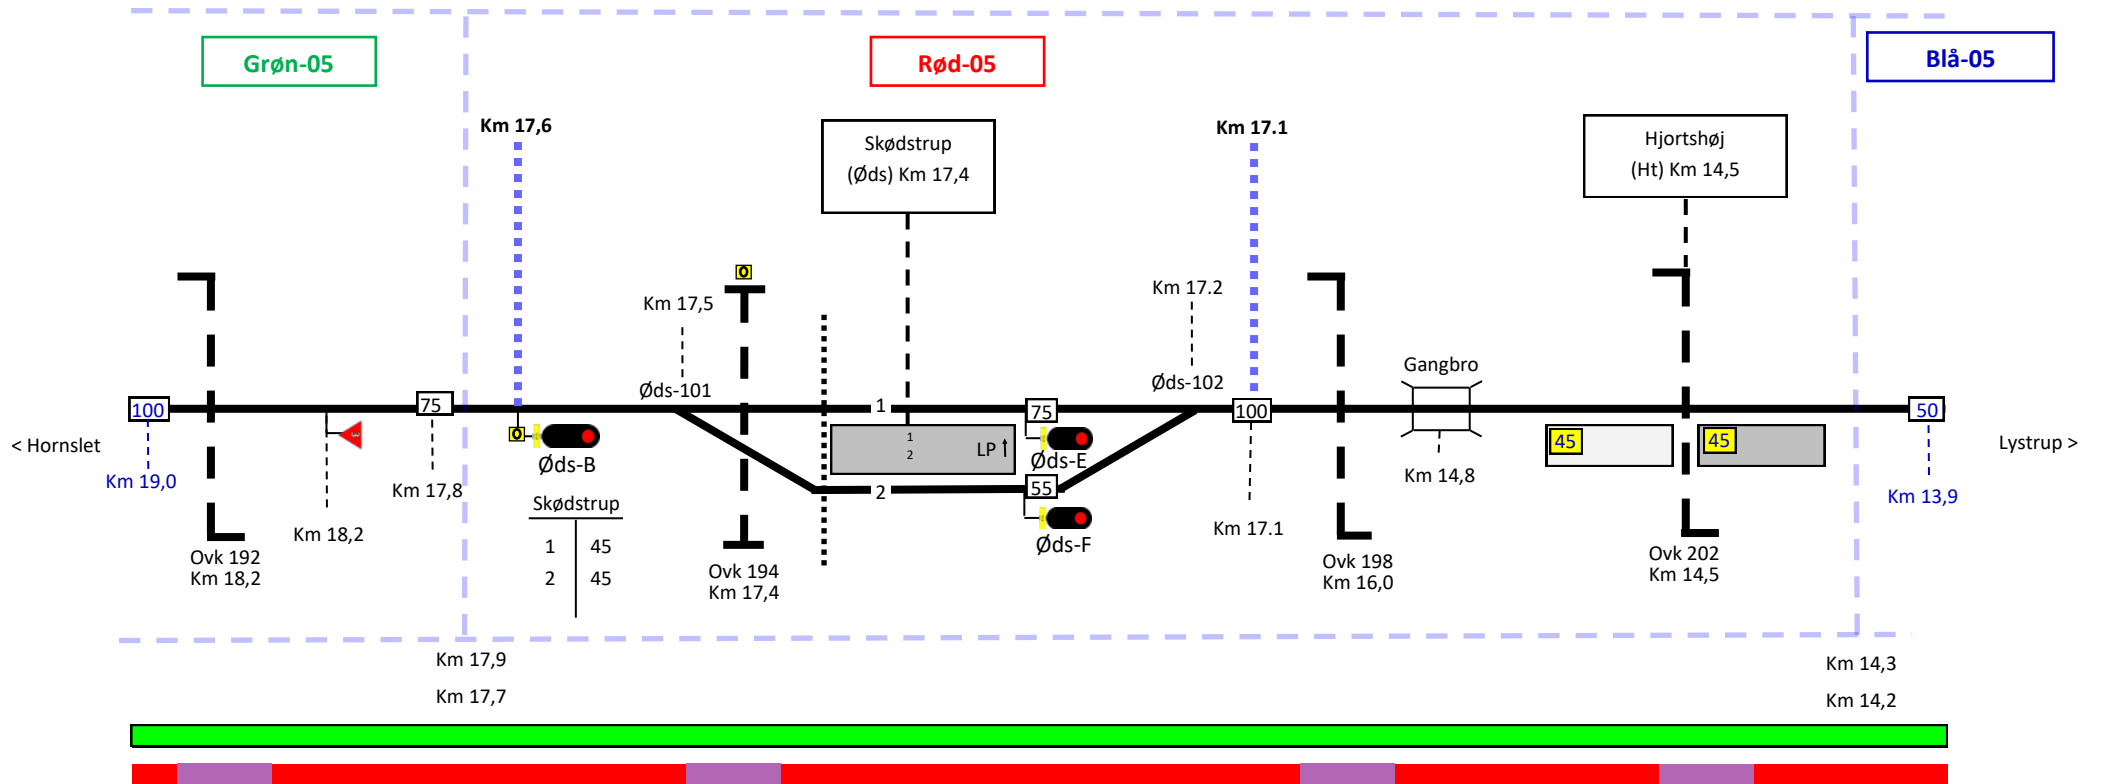 Grøn-05
Rød-05
Blå-05
Km 17,6
Km 17.1
Skødstrup
(Øds) Km 17,4
Hjortshøj
(Ht) Km 14,5
O
Km 17,5
Km 17.2
Gangbro
Øds-101
Øds-102
100
75
1
75
100
50
< Hornslet
3
O
Øds-B
1
2
LP ↑
Øds-E
45
45
Lystrup >
Km 19,0
Km 17,8
2
55
Km 14,8
Km 13,9
Skødstrup
1 45
2 45
Km 18,2
Øds-F
Km 17.1
Ovk 192
Km 18,2
Ovk 194
Km 17,4
Ovk 198
Km 16,0
Ovk 202
Km 14,5
Km 17,9
Km 17,7
Km 14,3
Km 14,2